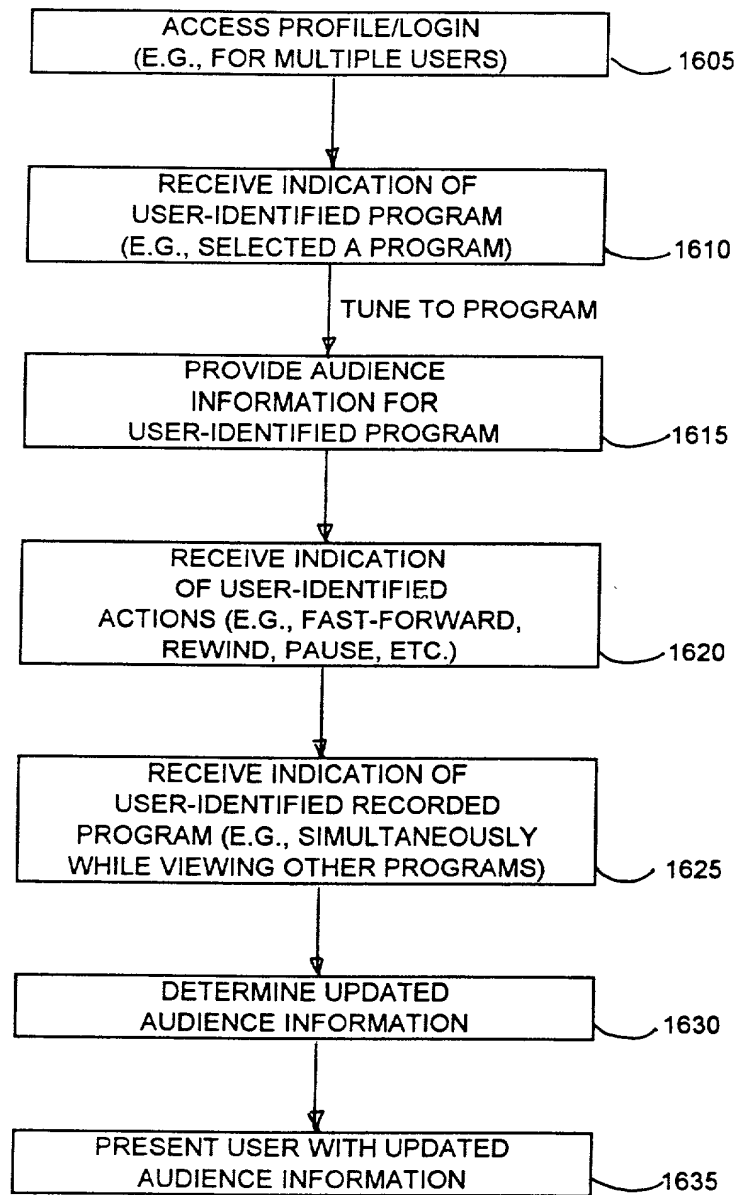 ACCESS PROFILE/LOGIN
(E.G., FOR MULTIPLE USERS)
1605
RECEIVE INDICATION OF
USER-IDENTIFIED PROGRAM
(E.G., SELECTED A PROGRAM)
1610
TUNE TO PROGRAM
PROVIDE AUDIENCE
INFORMATION FOR
USER-IDENTIFIED PROGRAM
1615
RECEIVE INDICATION
OF USER-IDENTIFIED
ACTIONS (E.G., FAST-FORWARD,
REWIND, PAUSE, ETC.)
1620
RECEIVE INDICATION OF
USER-IDENTIFIED RECORDED
PROGRAM (E.G., SIMULTANEOUSLY
WHILE VIEWING OTHER PROGRAMS)
1625
DETERMINE UPDATED
AUDIENCE INFORMATION
1630
PRESENT USER WITH UPDATED
AUDIENCE INFORMATION
1635